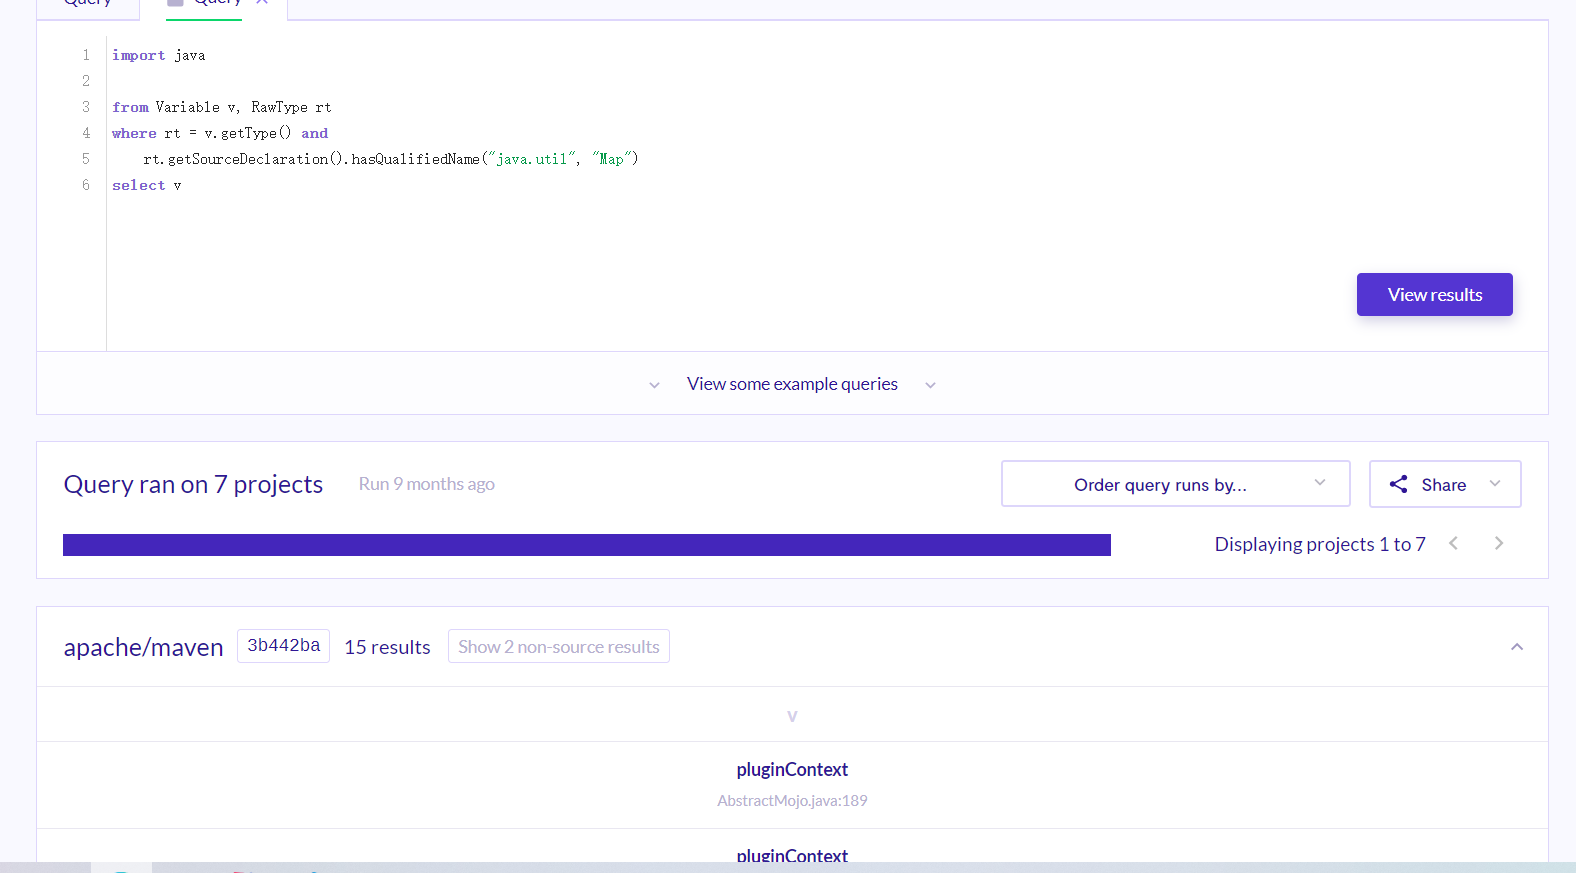 Query Query
1 import java
2
3 from Variable v, RawType rt
4 where rt = v.getType() and
5 rt.getSourceDeclaration().hasQualifiedName("java.util", "Map")
6 select v
View results
View some example queries
Query ran on 7 projects Run 9 months ago Order query runs by... Share
Displaying projects 1 to 7
apache/maven 3b442ba 15 results Show 2 non-source results
v
pluginContext
AbstractMojo.java:189
pluginContext